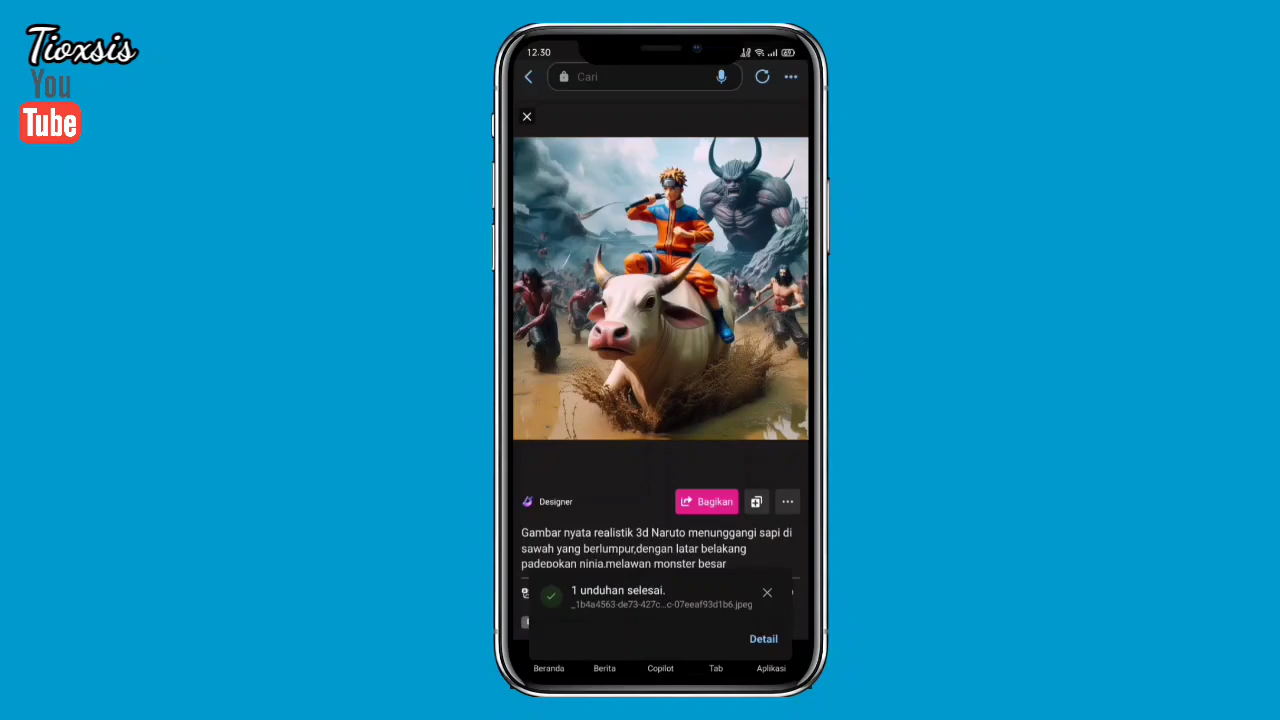 Tioxsis
You
Tube
12.30
69
Cari
Designer
Bagikan
Gambar nyata realistik 3d Naruto menunggangi sapi di
sawah yang berlumpur,dengan latar belakang
padepokan ninja,melawan monster besar
1 unduhan selesai.
_1b4a4563-de73-427c...c-07eeaf93d1b6.jpeg
Detail
Beranda
Berita
Copilot
Tab
Aplikasi